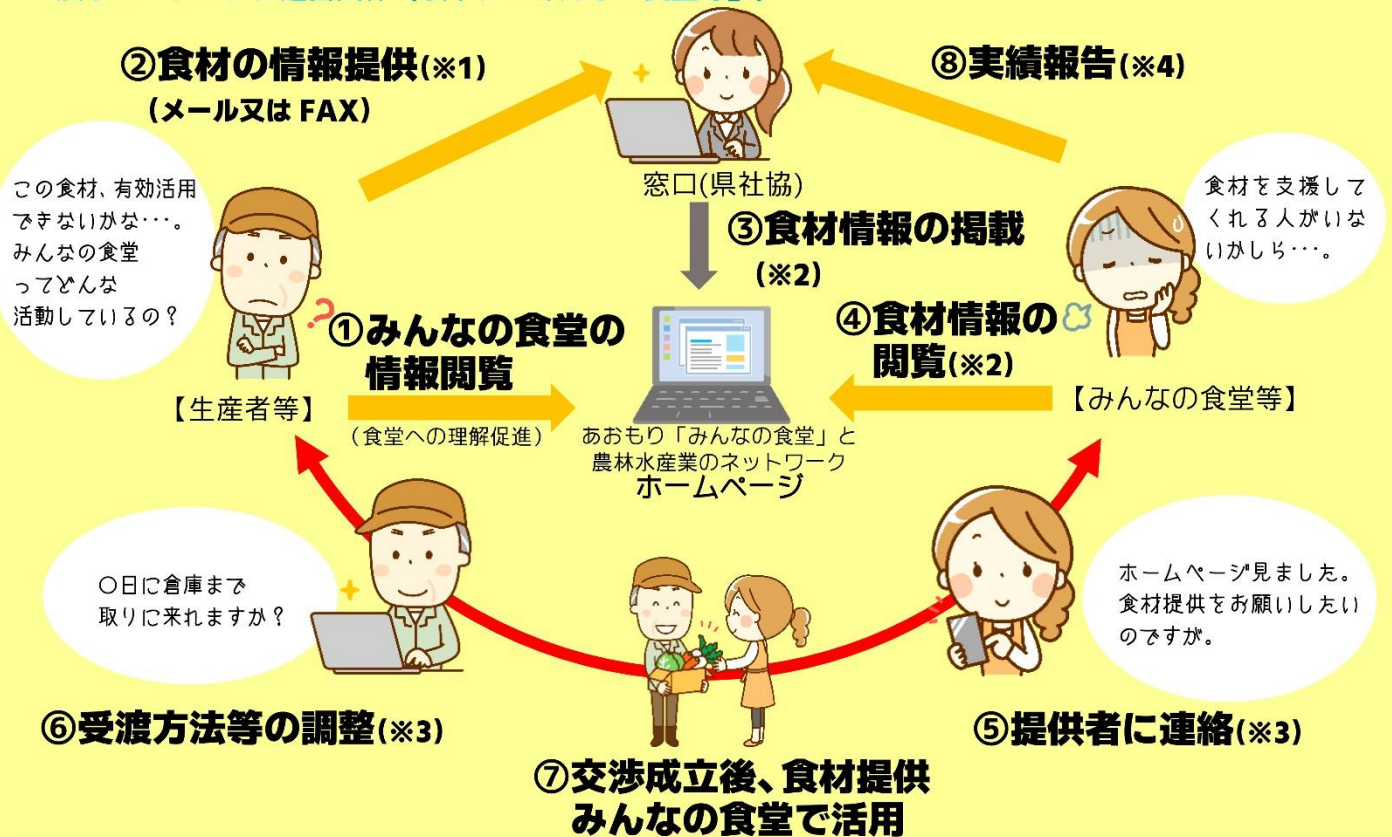 ②食材の情報提供(※1)
(メール又は FAX)
⑧実績報告(※4)
この食材、有効活用
できないかな･･･。
みんなの食堂
ってどんな
活動しているの？
窓口(県社協)
食材を支援して
くれる人がいな
いかしら･･･。
③食材情報の掲載
(※2)
①みんなの食堂の
情報閲覧
④食材情報の
閲覧(※2)
【生産者等】
(食堂への理解促進)
あおもり「みんなの食堂」と
農林水産業のネットワーク
ホームページ
【みんなの食堂等】
〇日に倉庫まで
取りに来れますか？
ホームページ見ました。
食材提供をお願いしたい
のですが。
⑥受渡方法等の調整(※3)
⑤提供者に連絡(※3)
⑦交渉成立後、食材提供
みんなの食堂で活用